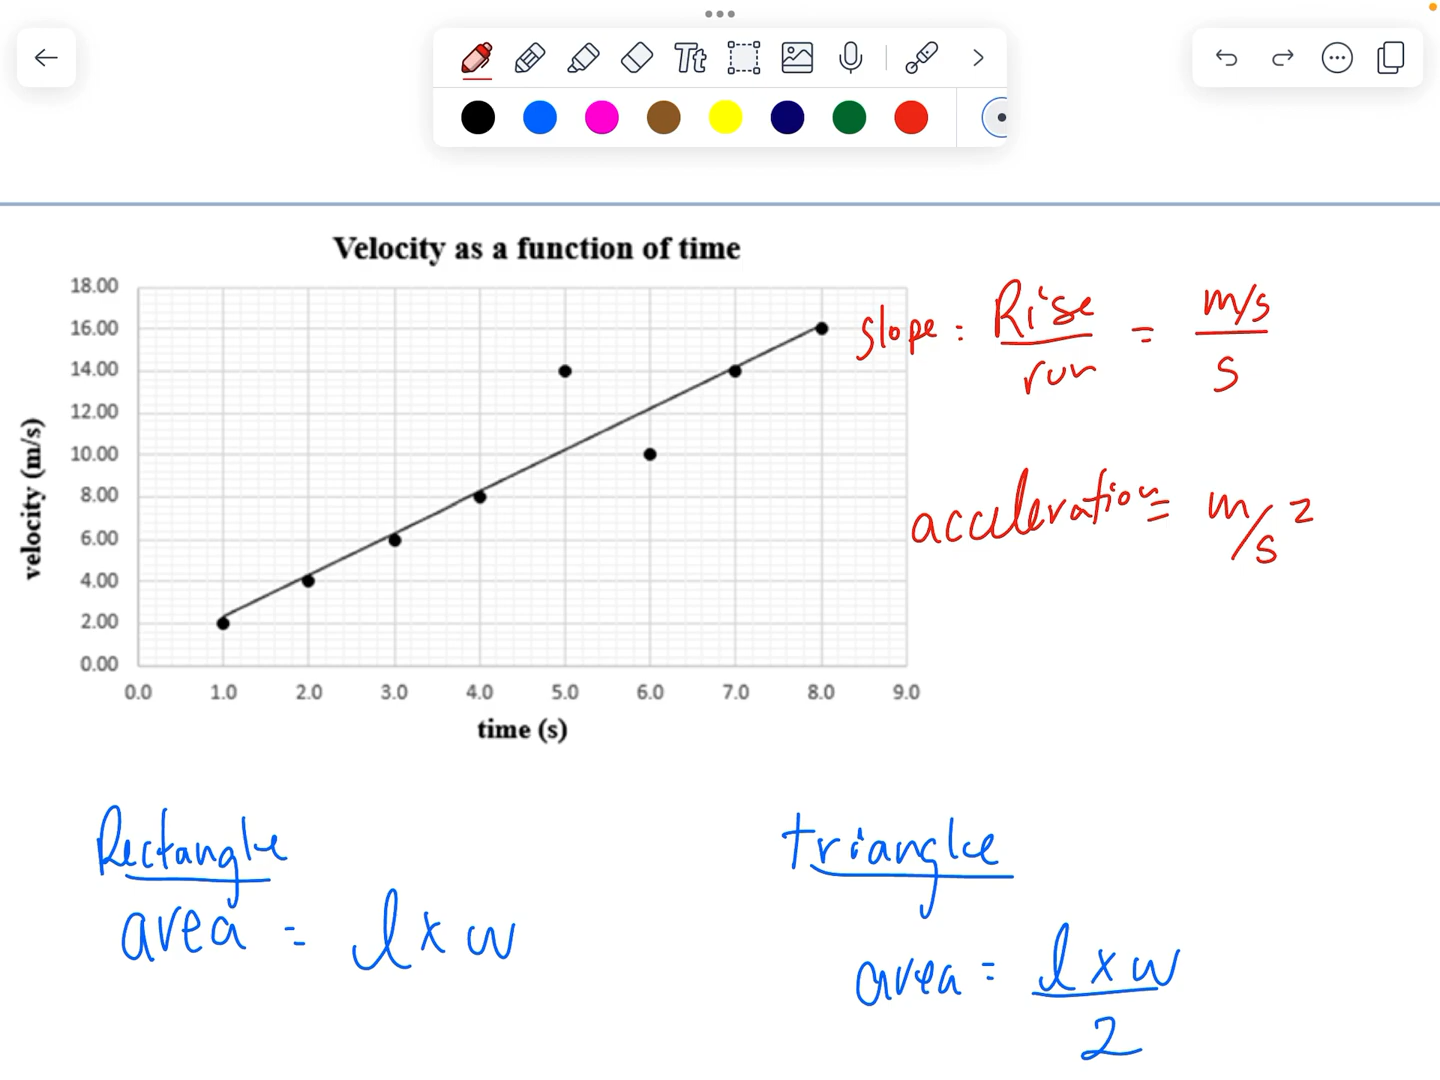 Tt
Velocity as a function of time
18.00
16.00
14.00
12.00
10.00
8.00
6.00
4.00
2.00
0.00
velocity (m/s)
0.0 1.0 2.0 3.0 4.0 5.0 6.0 7.0 8.0 9.0
time (s)
slope: Rise/run = m/s/s
acceleration = m/s²
Rectangle
area = l x w
triangle
area = l x w
2